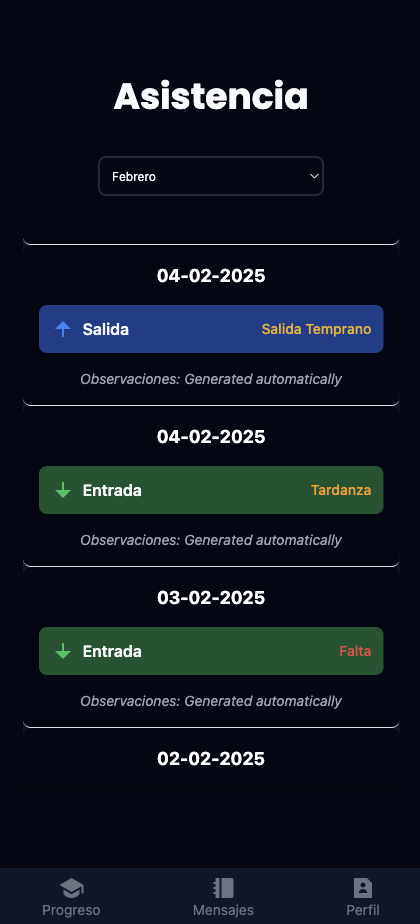 Asistencia
Febrero
04-02-2025
Salida Salida Temprano
Observaciones: Generated automatically
04-02-2025
Entrada Tardanza
Observaciones: Generated automatically
03-02-2025
Entrada Falta
Observaciones: Generated automatically
02-02-2025
Progreso Mensajes Perfil